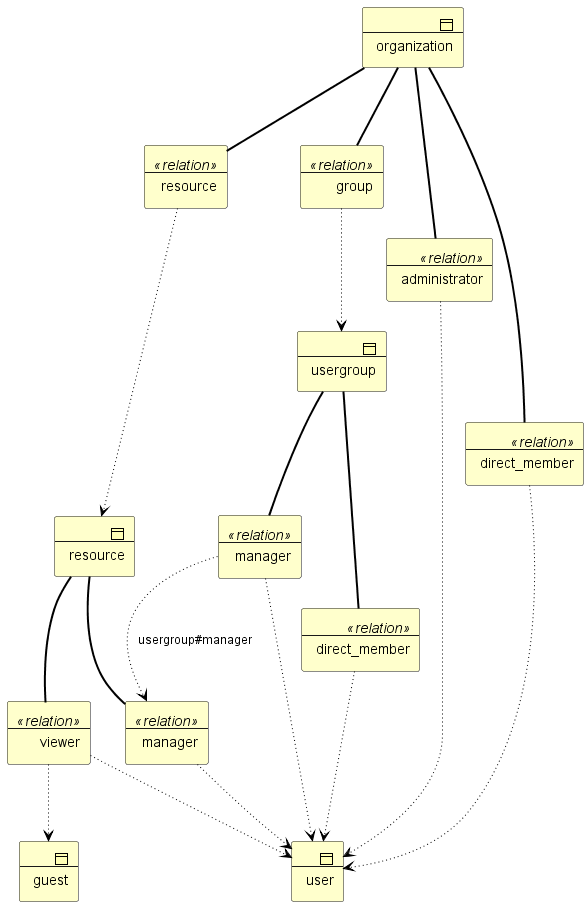 organization
«relation»
resource
«relation»
group
«relation»
administrator
usergroup
«relation»
direct_member
resource
«relation»
manager
usergroup#manager
«relation»
direct_member
«relation»
viewer
«relation»
manager
guest
user